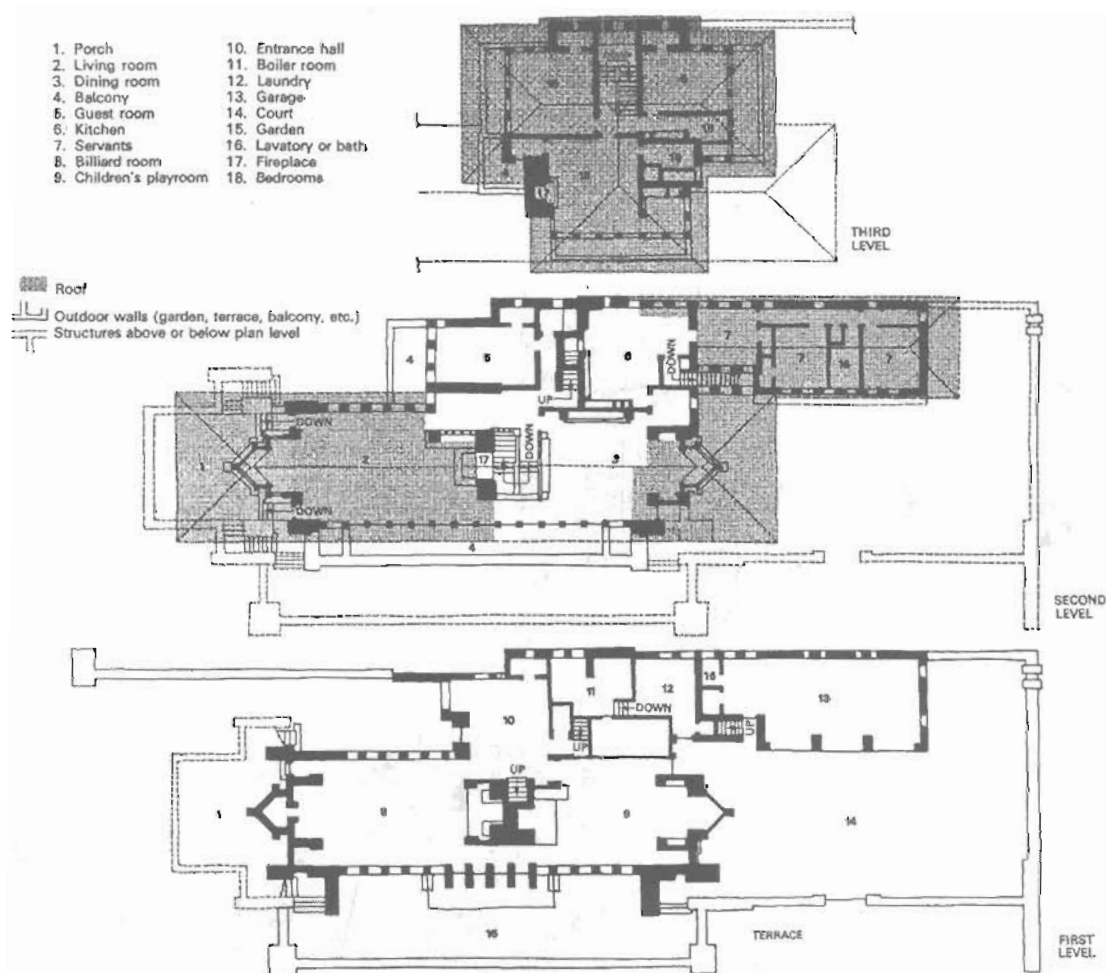 1. Porch
2. Living room
3. Dining room
4. Balcony
5. Guest room
6. Kitchen
7. Servants
8. Billiard room
9. Children's playroom
10. Entrance hall
11. Boiler room
12. Laundry
13. Garage
14. Court
15. Garden
16. Lavatory or bath
17. Fireplace
18. Bedrooms
17
THIRD
LEVEL
Roof
Outdoor walls (garden, terrace, balcony, etc.)
Structures above or below plan level
4
5
6
7
7
7
DOWN
UP
DOWN
DOWN
1
2
17
3
DOWN
4
SECOND
LEVEL
10
11
12
13
DOWN
UP
UP
UP
1
8
9
14
TERRACE
FIRST
LEVEL